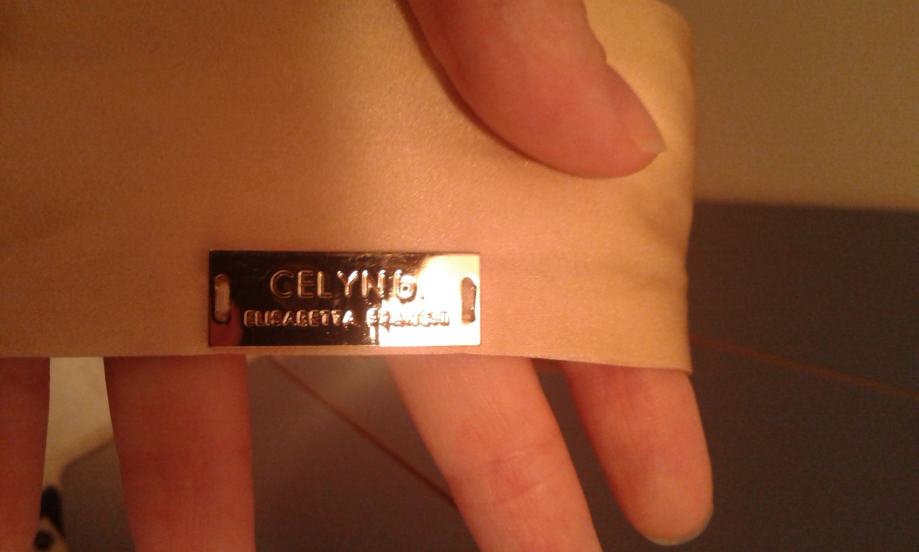 CELYN b.
ELISABETTA FRANCHI